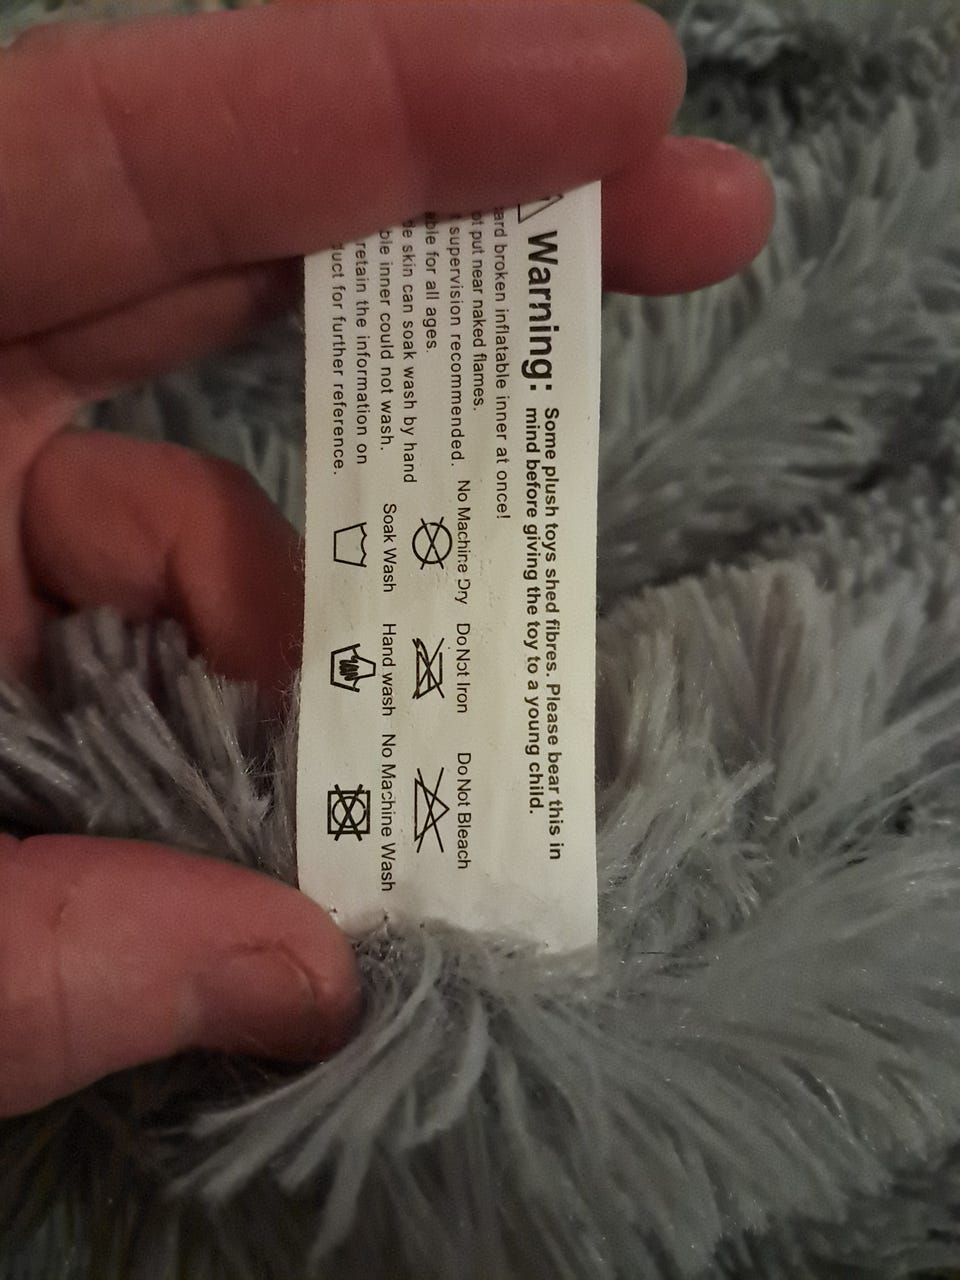 Warning: Some plush toys shed fibres. Please bear this in
mind before giving the toy to a young child.
broken inflatable inner at once!
put near naked flames.
supervision recommended.
for all ages.
skin can soak wash by hand
inner could not wash.
retain the information on
for further reference.
No Machine Dry Do Not Iron Do Not Bleach
Soak Wash Hand wash No Machine Wash